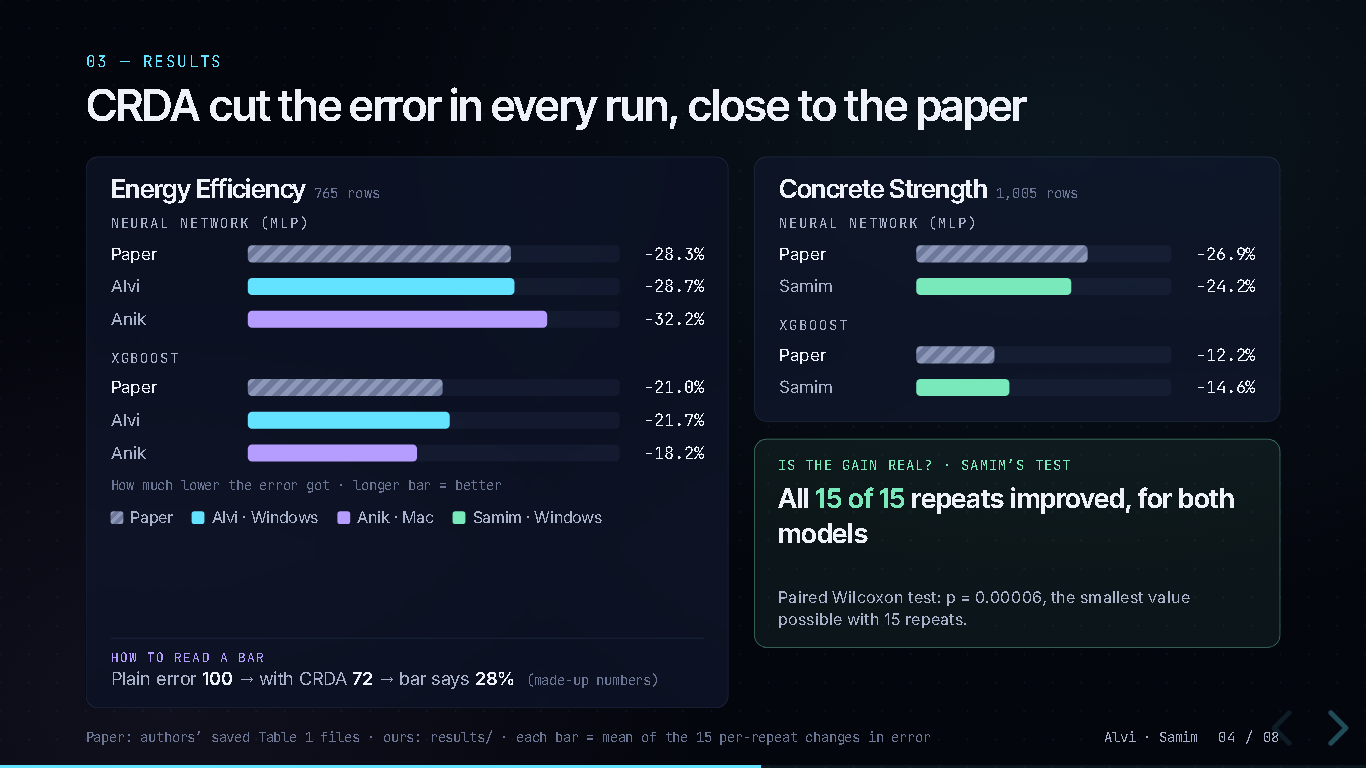 03 — RESULTS
CRDA cut the error in every run, close to the paper
Energy Efficiency 765 rows
NEURAL NETWORK (MLP)
Paper -28.3%
Alvi -28.7%
Anik -32.2%
XGBOOST
Paper -21.0%
Alvi -21.7%
Anik -18.2%
How much lower the error got · longer bar = better
Paper Alvi · Windows Anik · Mac Samim · Windows
HOW TO READ A BAR
Plain error 100 → with CRDA 72 → bar says 28% (made-up numbers)
Concrete Strength 1,005 rows
NEURAL NETWORK (MLP)
Paper -26.9%
Samim -24.2%
XGBOOST
Paper -12.2%
Samim -14.6%
IS THE GAIN REAL? · SAMIM’S TEST
All 15 of 15 repeats improved, for both
models
Paired Wilcoxon test: p = 0.00006, the smallest value
possible with 15 repeats.
Paper: authors’ saved Table 1 files · ours: results/ · each bar = mean of the 15 per-repeat changes in error
Alvi · Samim 04 / 08